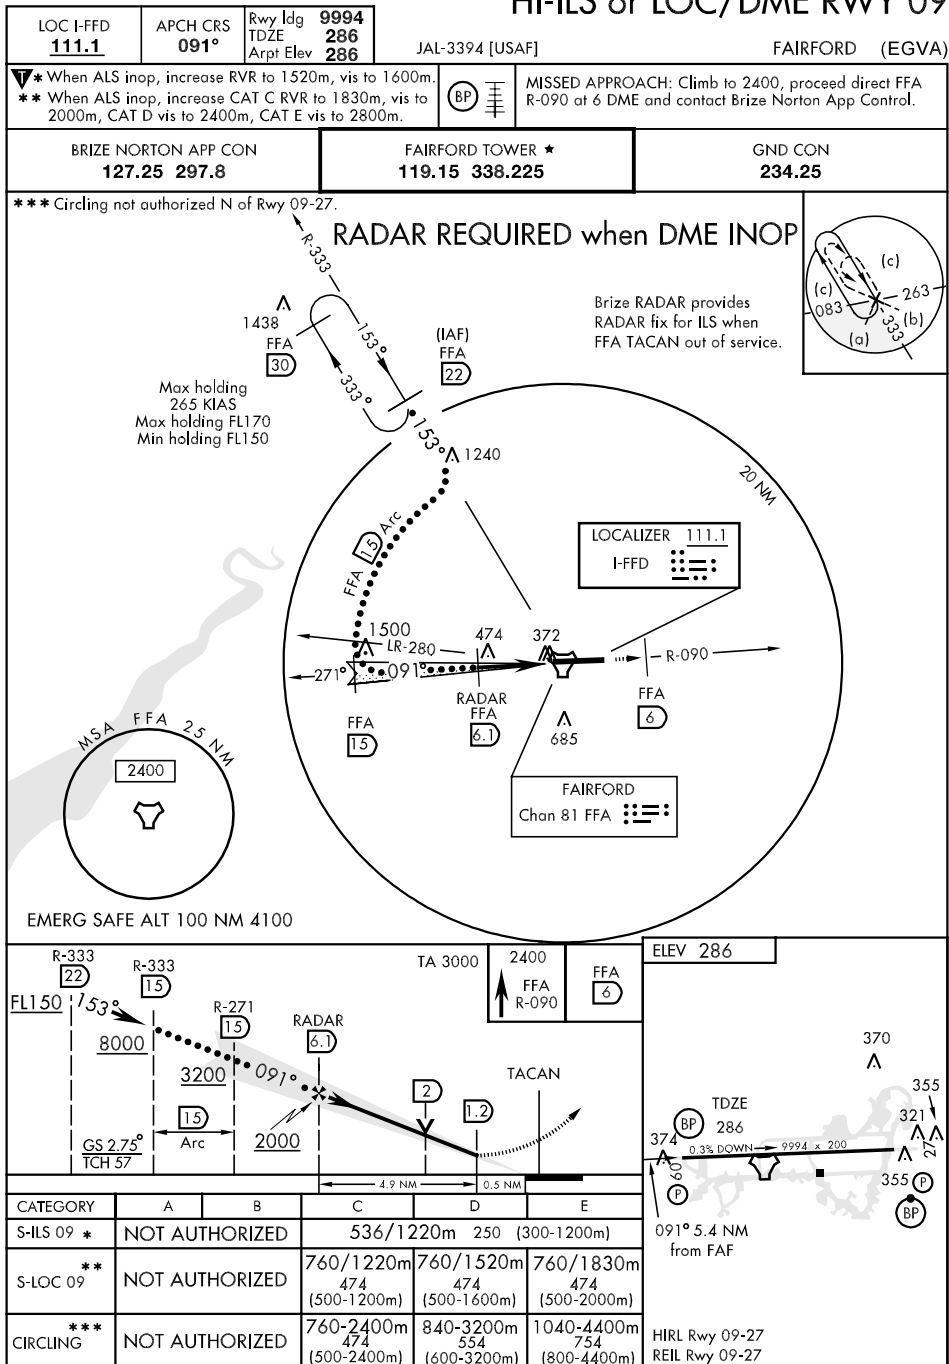 HI-ILS or LOC/DME RWY 09
LOC I-FFD
111.1
APCH CRS
091°
Rwy ldg 9994
TDZE 286
Arpt Elev 286
JAL-3394 [USAF]
FAIRFORD (EGVA)
T * When ALS inop, increase RVR to 1520m, vis to 1600m.
** When ALS inop, increase CAT C RVR to 1830m, vis to
2000m, CAT D vis to 2400m, CAT E vis to 2800m.
BP
MISSED APPROACH: Climb to 2400, proceed direct FFA
R-090 at 6 DME and contact Brize Norton App Control.
BRIZE NORTON APP CON
127.25 297.8
FAIRFORD TOWER ★
119.15 338.225
GND CON
234.25
*** Circling not authorized N of Rwy 09-27.
RADAR REQUIRED when DME INOP
R-333
1438
FFA
30
153°
333°
(IAF)
FFA
22
Brize RADAR provides
RADAR fix for ILS when
FFA TACAN out of service.
(c)
(c)
263
083
(b)
(a)
333
Max holding
265 KIAS
Max holding FL170
Min holding FL150
153°
1240
20 NM
FFA 15 Arc
LOCALIZER 111.1
I-FFD
1500
LR-280
474
372
R-090
271°
091°
FFA
15
RADAR
FFA
6.1
685
FFA
6
MSA FFA 25 NM
2400
FAIRFORD
Chan 81 FFA
EMERG SAFE ALT 100 NM 4100
R-333
22
R-333
15
R-271
15
RADAR
6.1
TA 3000
2400
FFA
R-090
FFA
6
FL150
153°
8000
3200
091°
2000
2
1.2
TACAN
15
Arc
GS 2.75°
TCH 57
4.9 NM
0.5 NM
ELEV 286
370
355
321
TDZE
286
BP
374
0.3% DOWN
9994 x 200
27
09
P
355 P
BP
091° 5.4 NM
from FAF
HIRL Rwy 09-27
REIL Rwy 09-27
CATEGORY A B C D E
S-ILS 09 * NOT AUTHORIZED 536/1220m 250 (300-1200m)
S-LOC 09 ** NOT AUTHORIZED
760/1220m 760/1520m 760/1830m
474 474 474
(500-1200m) (500-1600m) (500-2000m)
CIRCLING *** NOT AUTHORIZED
760-2400m 840-3200m 1040-4400m
474 554 754
(500-2400m) (600-3200m) (800-4400m)